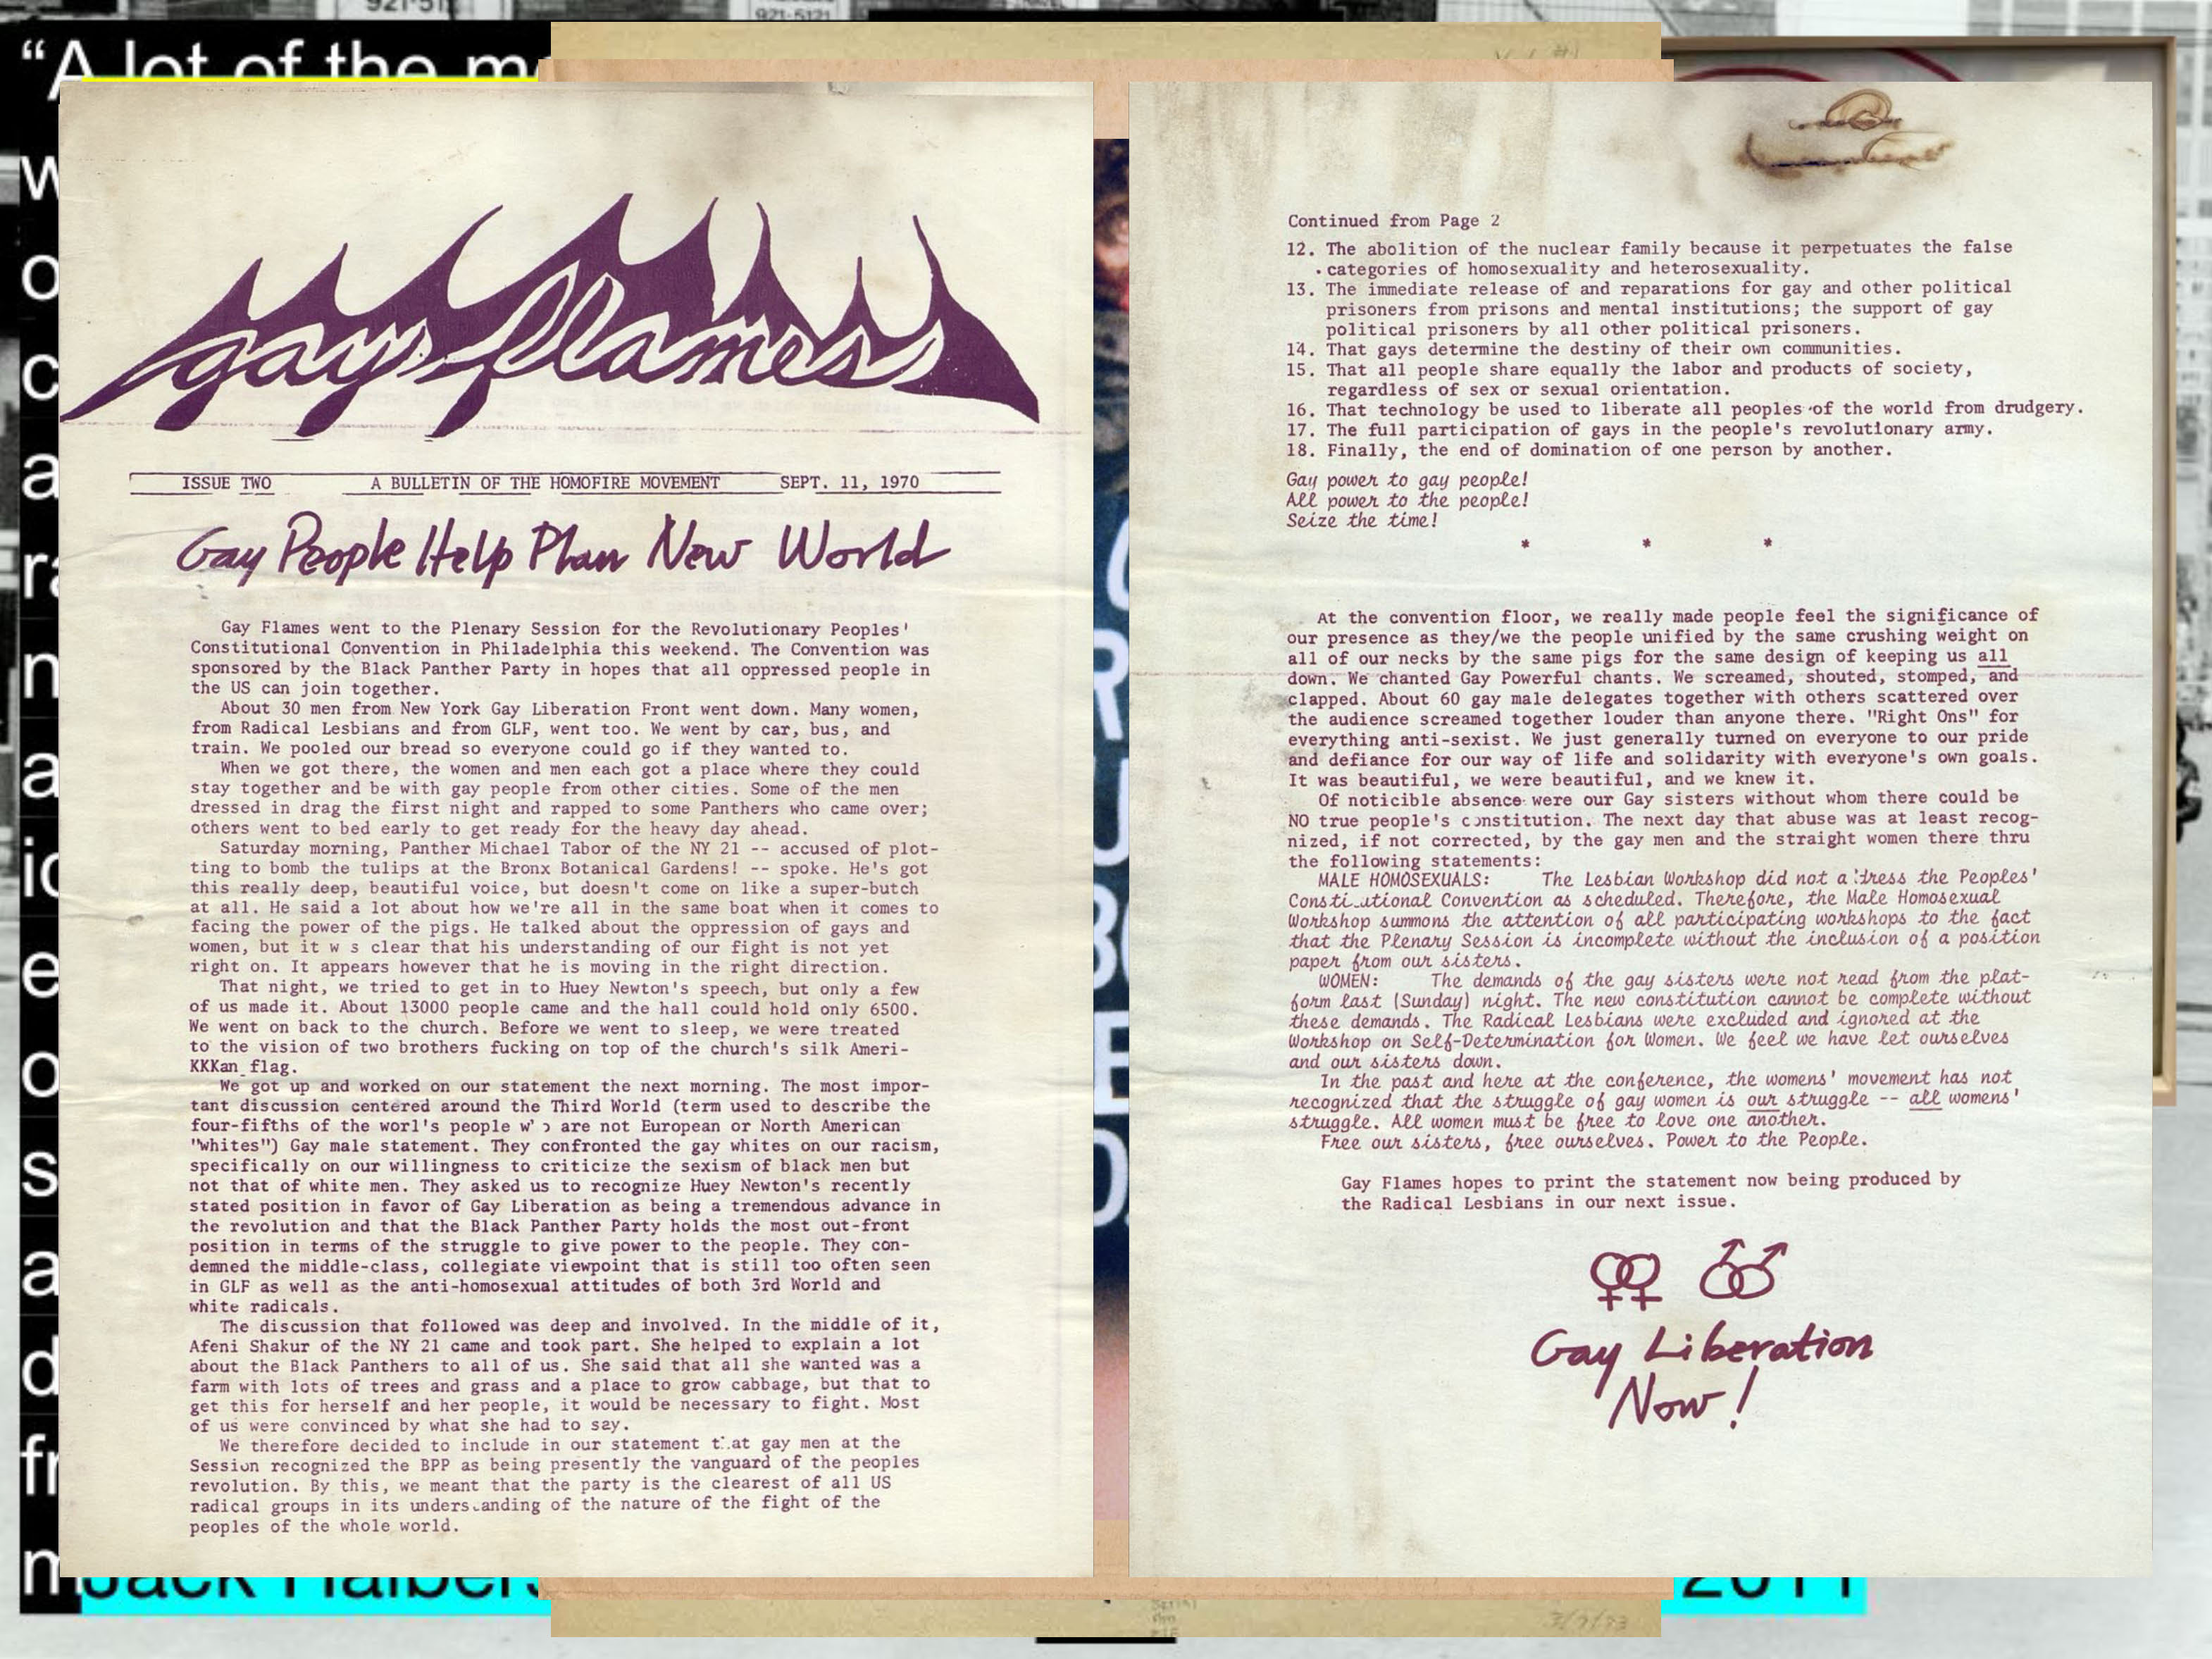 921-5121
"A lot of the
gay flames
ISSUE TWO A BULLETIN OF THE HOMOFIRE MOVEMENT SEPT. 11, 1970
Gay People Help Plan New World
Gay Flames went to the Plenary Session for the Revolutionary Peoples'
Constitutional Convention in Philadelphia this weekend. The Convention was
sponsored by the Black Panther Party in hopes that all oppressed people in
the US can join together.
About 30 men from New York Gay Liberation Front went down. Many women,
from Radical Lesbians and from GLF, went too. We went by car, bus, and
train. We pooled our bread so everyone could go if they wanted to.
When we got there, the women and men each got a place where they could
stay together and be with gay people from other cities. Some of the men
dressed in drag the first night and rapped to some Panthers who came over;
others went to bed early to get ready for the heavy day ahead.
Saturday morning, Panther Michael Tabor of the NY 21 -- accused of plot-
ting to bomb the tulips at the Bronx Botanical Gardens! -- spoke. He's got
this really deep, beautiful voice, but doesn't come on like a super-butch
at all. He said a lot about how we're all in the same boat when it comes to
facing the power of the pigs. He talked about the oppression of gays and
women, but it w s clear that his understanding of our fight is not yet
right on. It appears however that he is moving in the right direction.
That night, we tried to get in to Huey Newton's speech, but only a few
of us made it. About 13000 people came and the hall could hold only 6500.
We went on back to the church. Before we went to sleep, we were treated
to the vision of two brothers fucking on top of the church's silk Ameri-
KKKan flag.
We got up and worked on our statement the next morning. The most impor-
tant discussion centered around the Third World (term used to describe the
four-fifths of the worl's people w o are not European or North American
"whites") Gay male statement. They confronted the gay whites on our racism,
specifically on our willingness to criticize the sexism of black men but
not that of white men. They asked us to recognize Huey Newton's recently
stated position in favor of Gay Liberation as being a tremendous advance in
the revolution and that the Black Panther Party holds the most out-front
position in terms of the struggle to give power to the people. They con-
demned the middle-class, collegiate viewpoint that is still too often seen
in GLF as well as the anti-homosexual attitudes of both 3rd World and
white radicals.
The discussion that followed was deep and involved. In the middle of it,
Afeni Shakur of the NY 21 came and took part. She helped to explain a lot
about the Black Panthers to all of us. She said that all she wanted was a
farm with lots of trees and grass and a place to grow cabbage, but that to
get this for herself and her people, it would be necessary to fight. Most
of us were convinced by what she had to say.
We therefore decided to include in our statement that gay men at the
Session recognized the BPP as being presently the vanguard of the peoples
revolution. By this, we meant that the party is the clearest of all US
radical groups in its understanding of the nature of the fight of the
peoples of the whole world.
Continued from Page 2
12. The abolition of the nuclear family because it perpetuates the false
categories of homosexuality and heterosexuality.
13. The immediate release of and reparations for gay and other political
prisoners from prisons and mental institutions; the support of gay
political prisoners by all other political prisoners.
14. That gays determine the destiny of their own communities.
15. That all people share equally the labor and products of society,
regardless of sex or sexual orientation.
16. That technology be used to liberate all peoples of the world from drudgery.
17. The full participation of gays in the people's revolutionary army.
18. Finally, the end of domination of one person by another.
Gay power to gay people!
All power to the people!
Seize the time!
* * *
At the convention floor, we really made people feel the significance of
our presence as they/we the people unified by the same crushing weight on
all of our necks by the same pigs for the same design of keeping us all
down. We chanted Gay Powerful chants. We screamed, shouted, stomped, and
clapped. About 60 gay male delegates together with others scattered over
the audience screamed together louder than anyone there. "Right Ons" for
everything anti-sexist. We just generally turned on everyone to our pride
and defiance for our way of life and solidarity with everyone's own goals.
It was beautiful, we were beautiful, and we knew it.
Of noticible absence were our Gay sisters without whom there could be
NO true people's constitution. The next day that abuse was at least recog-
nized, if not corrected, by the gay men and the straight women there thru
the following statements:
MALE HOMOSEXUALS: The Lesbian Workshop did not address the Peoples'
Constitutional Convention as scheduled. Therefore, the Male Homosexual
Workshop summons the attention of all participating workshops to the fact
that the Plenary Session is incomplete without the inclusion of a position
paper from our sisters.
WOMEN: The demands of the gay sisters were not read from the plat-
form last (Sunday) night. The new constitution cannot be complete without
these demands. The Radical Lesbians were excluded and ignored at the
Workshop on Self-Determination for Women. We feel we have let ourselves
and our sisters down.
In the past and here at the conference, the womens' movement has not
recognized that the struggle of gay women is our struggle -- all womens'
struggle. All women must be free to love one another.
Free our sisters, free ourselves. Power to the People.
Gay Flames hopes to print the statement now being produced by
the Radical Lesbians in our next issue.
Gay Liberation
Now!
Jack
2011
3/7/73